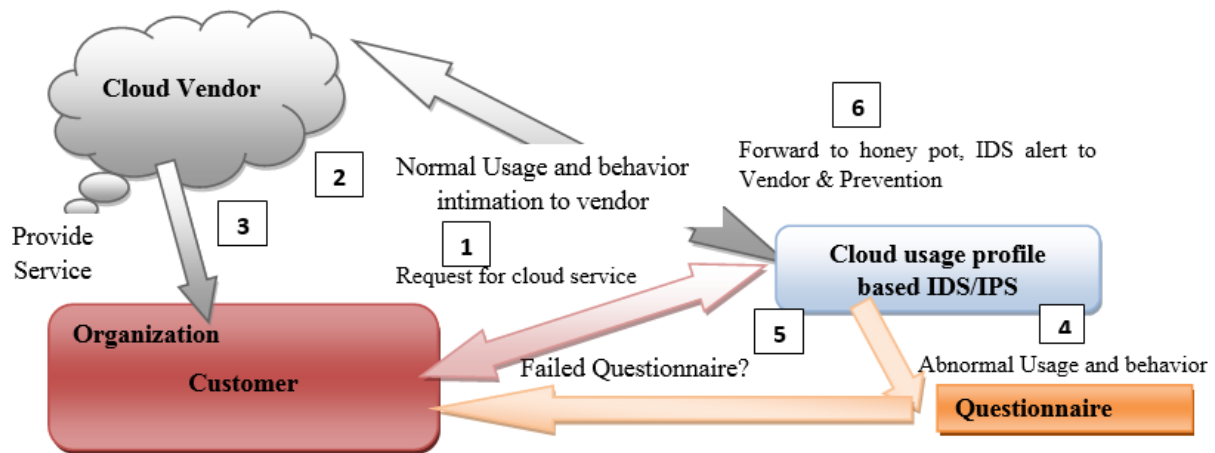 Cloud Vendor
6
Forward to honey pot, IDS alert to
Vendor & Prevention
2
Normal Usage and behavior
intimation to vendor
3
Provide
Service
1
Request for cloud service
Cloud usage profile
based IDS/IPS
Organization
Customer
5
4
Failed Questionnaire?
Abnormal Usage and behavior
Questionnaire